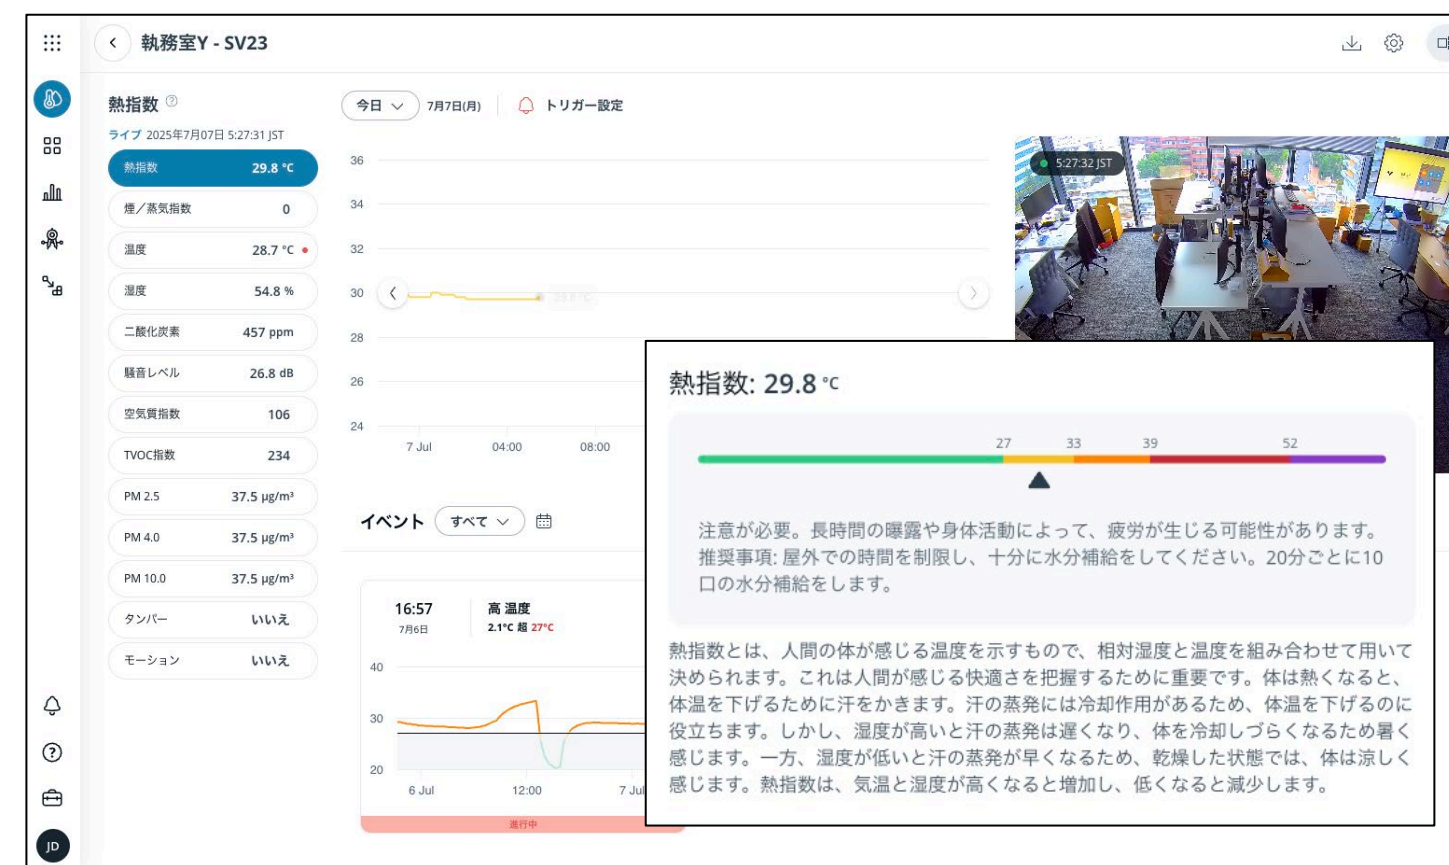 執務室Y - SV23
熱指数
ライブ 2025年7月07日 5:27:31 JST
熱指数 29.8 °C
煙／蒸気指数 0
温度 28.7 °C
湿度 54.8 %
二酸化炭素 457 ppm
騒音レベル 26.8 dB
空気質指数 106
TVOC指数 234
PM 2.5 37.5 µg/m³
PM 4.0 37.5 µg/m³
PM 10.0 37.5 µg/m³
タンパー いいえ
モーション いいえ
JD
今日 7月7日(月) トリガー設定
36
34
32
30
28
26
24
7 Jul 04:00 08:00
5:27:32 JST
イベント すべて
16:57 高 温度
7月6日 2.1°C 超 27°C
40
30
20
6 Jul 12:00 7 Jul
進行中
熱指数: 29.8 °C
27 33 39 52
注意が必要。長時間の曝露や身体活動によって、疲労が生じる可能性があります。
推奨事項: 屋外での時間を制限し、十分に水分補給をしてください。20分ごとに10
口の水分補給をします。
熱指数とは、人間の体が感じる温度を示すもので、相対湿度と温度を組み合わせて用いて
決められます。これは人間が感じる快適さを把握するために重要です。体は熱くなると、
体温を下げるために汗をかきます。汗の蒸発には冷却作用があるため、体温を下げるのに
役立ちます。しかし、湿度が高いと汗の蒸発は遅くなり、体を冷却しづらくなるため暑く
感じます。一方、湿度が低いと汗の蒸発が早くなるため、乾燥した状態では、体は涼しく
感じます。熱指数は、気温と湿度が高くなると増加し、低くなると減少します。